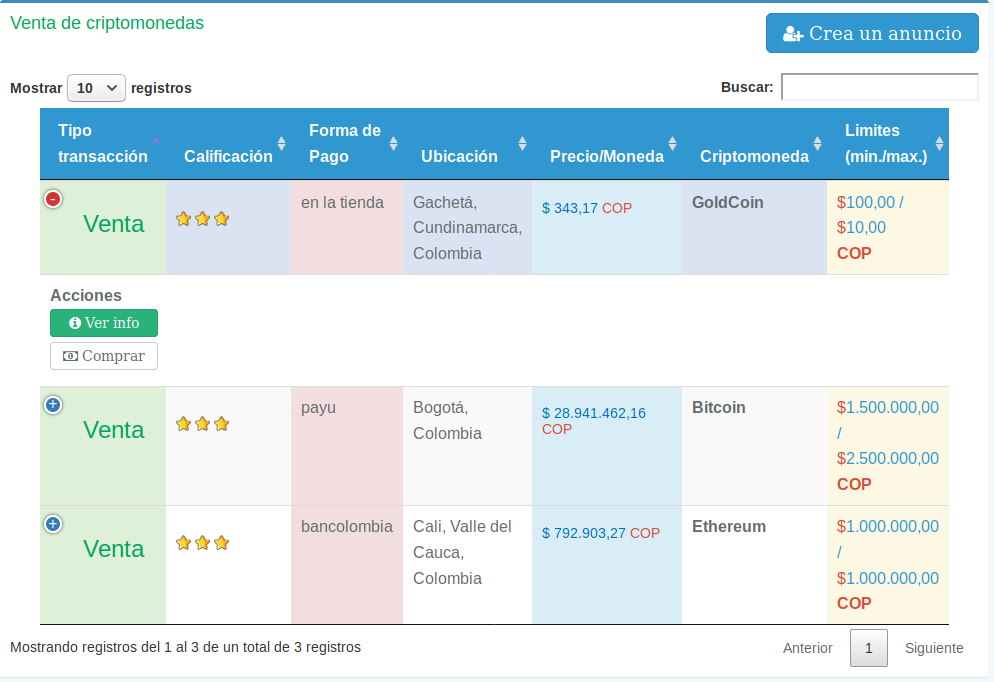 Venta de criptomonedas
Crea un anuncio
Mostrar 10 registros
Buscar:
Tipo
transacción
Calificación
Forma de
Pago
Ubicación
Precio/Moneda
Criptomoneda
Limites
(min./max.)
Venta
en la tienda
Gachetá,
Cundinamarca,
Colombia
$ 343,17 COP
GoldCoin
$100,00 /
$10,00
COP
Acciones
Ver info
Comprar
Venta
payu
Bogotá,
Colombia
$ 28.941.462,16
COP
Bitcoin
$1.500.000,00
/
$2.500.000,00
COP
Venta
bancolombia
Cali, Valle del
Cauca,
Colombia
$ 792.903,27 COP
Ethereum
$1.000.000,00
/
$1.000.000,00
COP
Mostrando registros del 1 al 3 de un total de 3 registros
Anterior 1 Siguiente